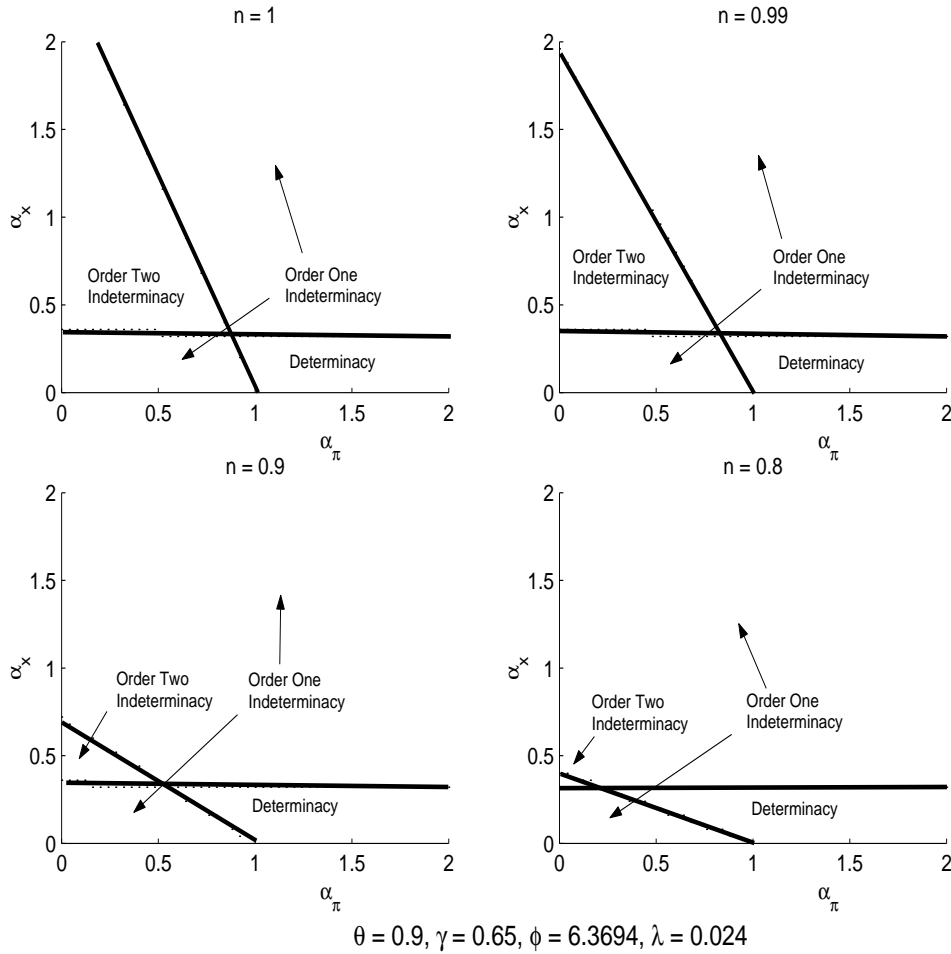 n = 1
2
1.5
1
0.5
0
α_x
Order Two
Indeterminacy
Order One
Indeterminacy
Determinacy
0 0.5 1 1.5 2
α_π
n = 0.99
2
1.5
1
0.5
0
α_x
Order Two
Indeterminacy
Order One
Indeterminacy
Determinacy
0 0.5 1 1.5 2
α_π
n = 0.9
2
1.5
1
0.5
0
α_x
Order Two
Indeterminacy
Order One
Indeterminacy
Determinacy
0 0.5 1 1.5 2
α_π
n = 0.8
2
1.5
1
0.5
0
α_x
Order Two
Indeterminacy
Order One
Indeterminacy
Determinacy
0 0.5 1 1.5 2
α_π
θ = 0.9, γ = 0.65, ϕ = 6.3694, λ = 0.024